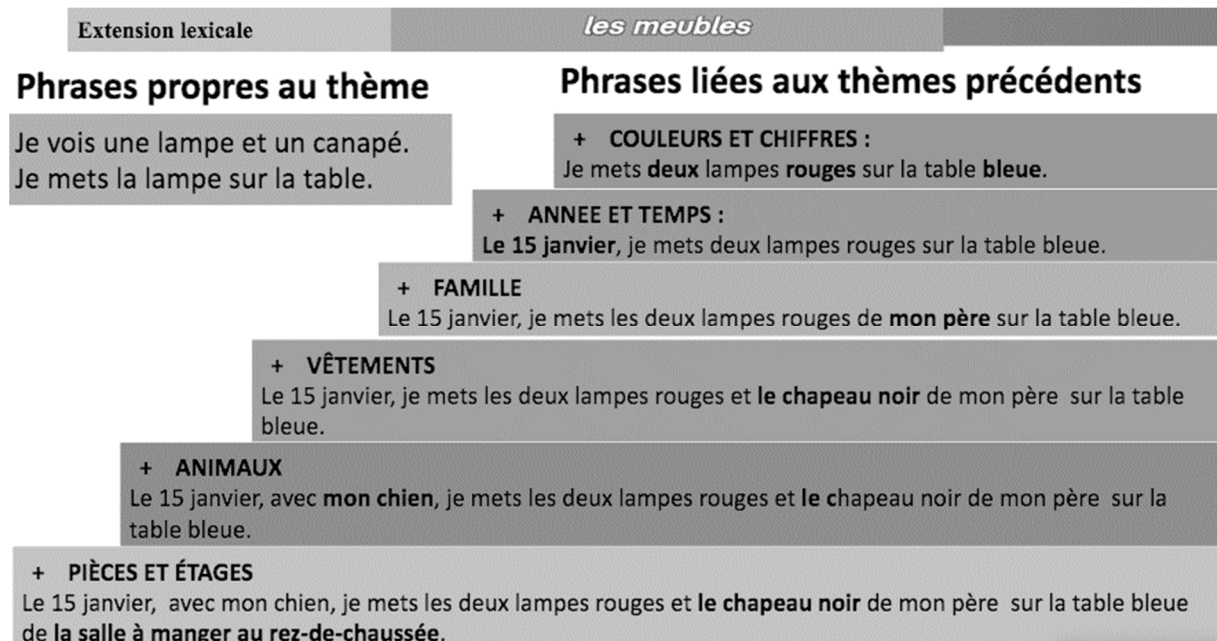 Extension lexicale
les meubles
Phrases propres au thème
Je vois une lampe et un canapé.
Je mets la lampe sur la table.
Phrases liées aux thèmes précédents
+ COULEURS ET CHIFFRES :
Je mets deux lampes rouges sur la table bleue.
+ ANNEE ET TEMPS :
Le 15 janvier, je mets deux lampes rouges sur la table bleue.
+ FAMILLE
Le 15 janvier, je mets les deux lampes rouges de mon père sur la table bleue.
+ VÊTEMENTS
Le 15 janvier, je mets les deux lampes rouges et le chapeau noir de mon père sur la table
bleue.
+ ANIMAUX
Le 15 janvier, avec mon chien, je mets les deux lampes rouges et le chapeau noir de mon père sur la
table bleue.
+ PIÈCES ET ÉTAGES
Le 15 janvier, avec mon chien, je mets les deux lampes rouges et le chapeau noir de mon père sur la table bleue
de la salle à manger au rez-de-chaussée.